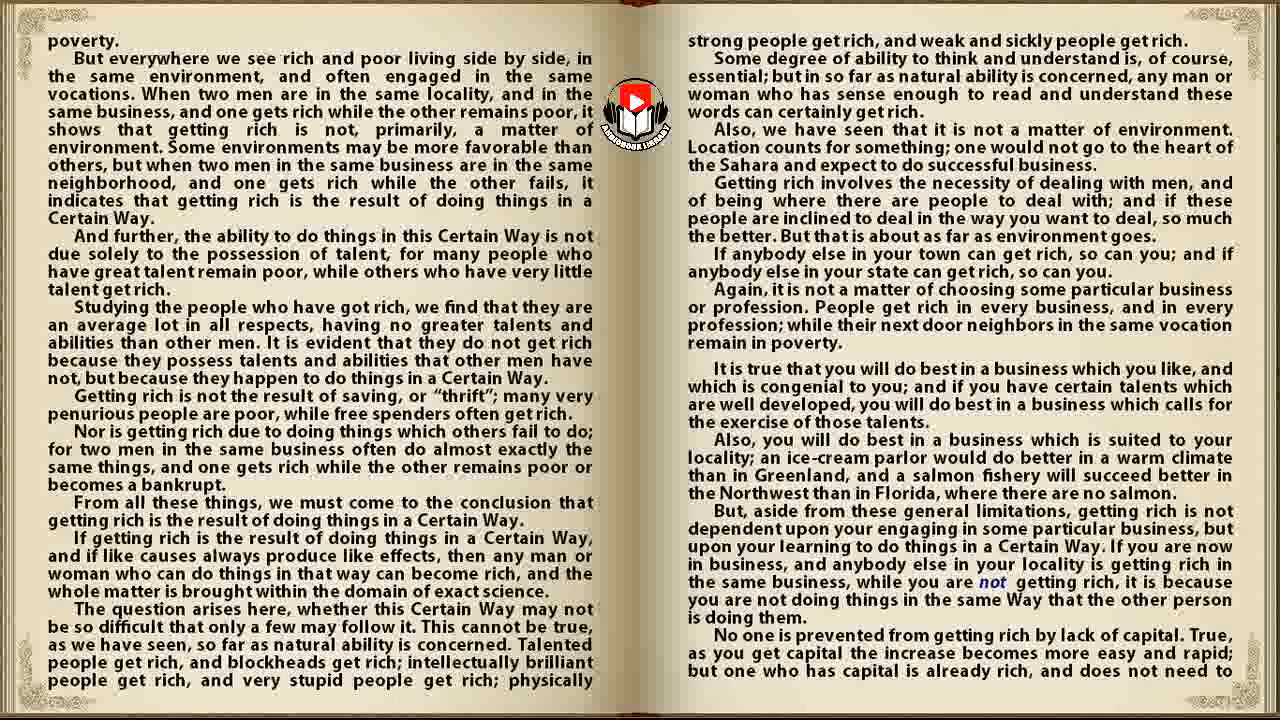 poverty.
But everywhere we see rich and poor living side by side, in
the same environment, and often engaged in the same
vocations. When two men are in the same locality, and in the
same business, and one gets rich while the other remains poor, it
shows that getting rich is not, primarily, a matter of
environment. Some environments may be more favorable than
others, but when two men in the same business are in the same
neighborhood, and one gets rich while the other fails, it
indicates that getting rich is the result of doing things in a
Certain Way.
And further, the ability to do things in this Certain Way is not
due solely to the possession of talent, for many people who
have great talent remain poor, while others who have very little
talent get rich.
Studying the people who have got rich, we find that they are
an average lot in all respects, having no greater talents and
abilities than other men. It is evident that they do not get rich
because they possess talents and abilities that other men have
not, but because they happen to do things in a Certain Way.
Getting rich is not the result of saving, or “thrift”; many very
penurious people are poor, while free spenders often get rich.
Nor is getting rich due to doing things which others fail to do;
for two men in the same business often do almost exactly the
same things, and one gets rich while the other remains poor or
becomes a bankrupt.
From all these things, we must come to the conclusion that
getting rich is the result of doing things in a Certain Way.
If getting rich is the result of doing things in a Certain Way,
and if like causes always produce like effects, then any man or
woman who can do things in that way can become rich, and the
whole matter is brought within the domain of exact science.
The question arises here, whether this Certain Way may not
be so difficult that only a few may follow it. This cannot be true,
as we have seen, so far as natural ability is concerned. Talented
people get rich, and blockheads get rich; intellectually brilliant
people get rich, and very stupid people get rich; physically
AUDIOBOOK LIBRARY
strong people get rich, and weak and sickly people get rich.
Some degree of ability to think and understand is, of course,
essential; but in so far as natural ability is concerned, any man or
woman who has sense enough to read and understand these
words can certainly get rich.
Also, we have seen that it is not a matter of environment.
Location counts for something; one would not go to the heart of
the Sahara and expect to do successful business.
Getting rich involves the necessity of dealing with men, and
of being where there are people to deal with; and if these
people are inclined to deal in the way you want to deal, so much
the better. But that is about as far as environment goes.
If anybody else in your town can get rich, so can you; and if
anybody else in your state can get rich, so can you.
Again, it is not a matter of choosing some particular business
or profession. People get rich in every business, and in every
profession; while their next door neighbors in the same vocation
remain in poverty.
It is true that you will do best in a business which you like, and
which is congenial to you; and if you have certain talents which
are well developed, you will do best in a business which calls for
the exercise of those talents.
Also, you will do best in a business which is suited to your
locality; an ice-cream parlor would do better in a warm climate
than in Greenland, and a salmon fishery will succeed better in
the Northwest than in Florida, where there are no salmon.
But, aside from these general limitations, getting rich is not
dependent upon your engaging in some particular business, but
upon your learning to do things in a Certain Way. If you are now
in business, and anybody else in your locality is getting rich in
the same business, while you are not getting rich, it is because
you are not doing things in the same Way that the other person
is doing them.
No one is prevented from getting rich by lack of capital. True,
as you get capital the increase becomes more easy and rapid;
but one who has capital is already rich, and does not need to